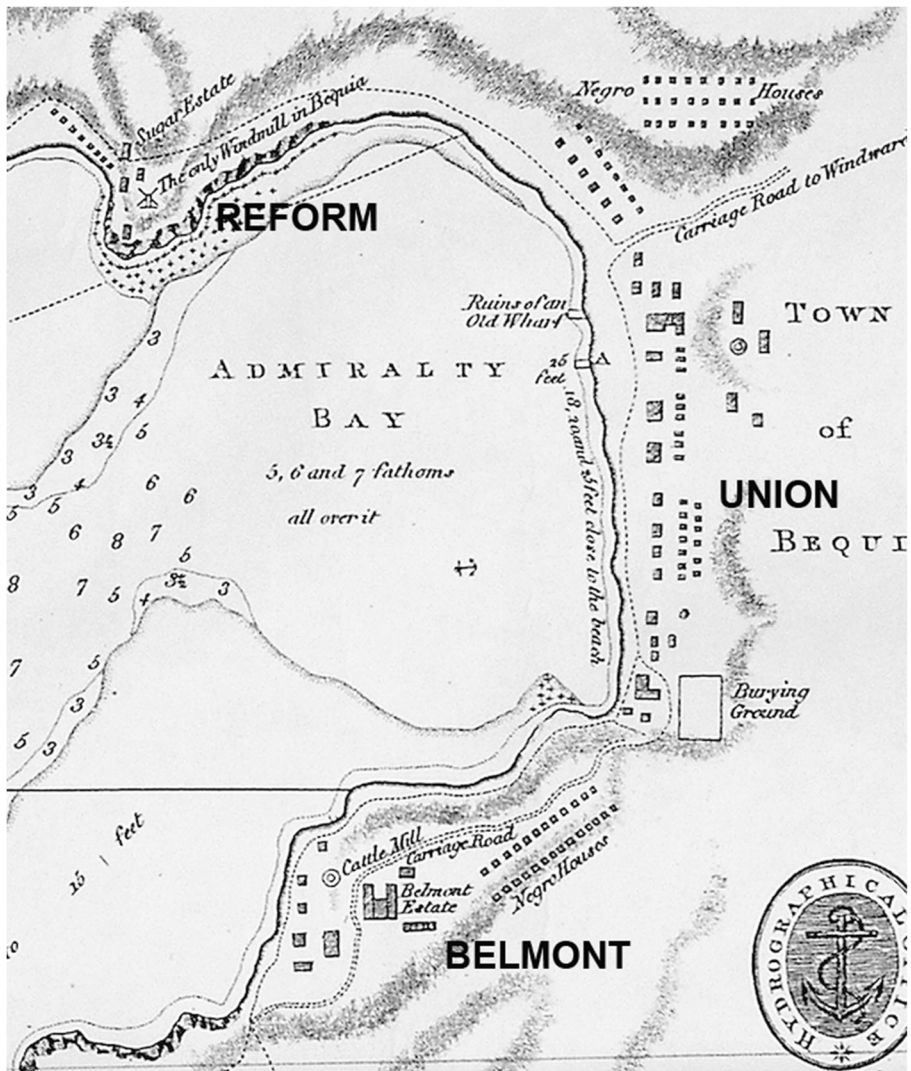 Sugar Estate
The only Windmill in Bequia
Negro Houses
Carriage Road to Windward
REFORM
Ruins of an
Old Wharf
TOWN
25
feet
A
ADMIRALTY
BAY
18, 20, and 25 feet close to the beach
of
5, 6 and 7 fathoms
all over it
UNION
BEQUI
3
3
4
3½
5
3
4
3
5
5
6
6
6
8
7
5
8
7
5
4
3½
3
7
5
3
5
3
Burying
Ground
15 feet
Cattle Mill
Carriage Road
Belmont
Estate
Negro Houses
BELMONT
HYDROGRAPHICAL OFFICE